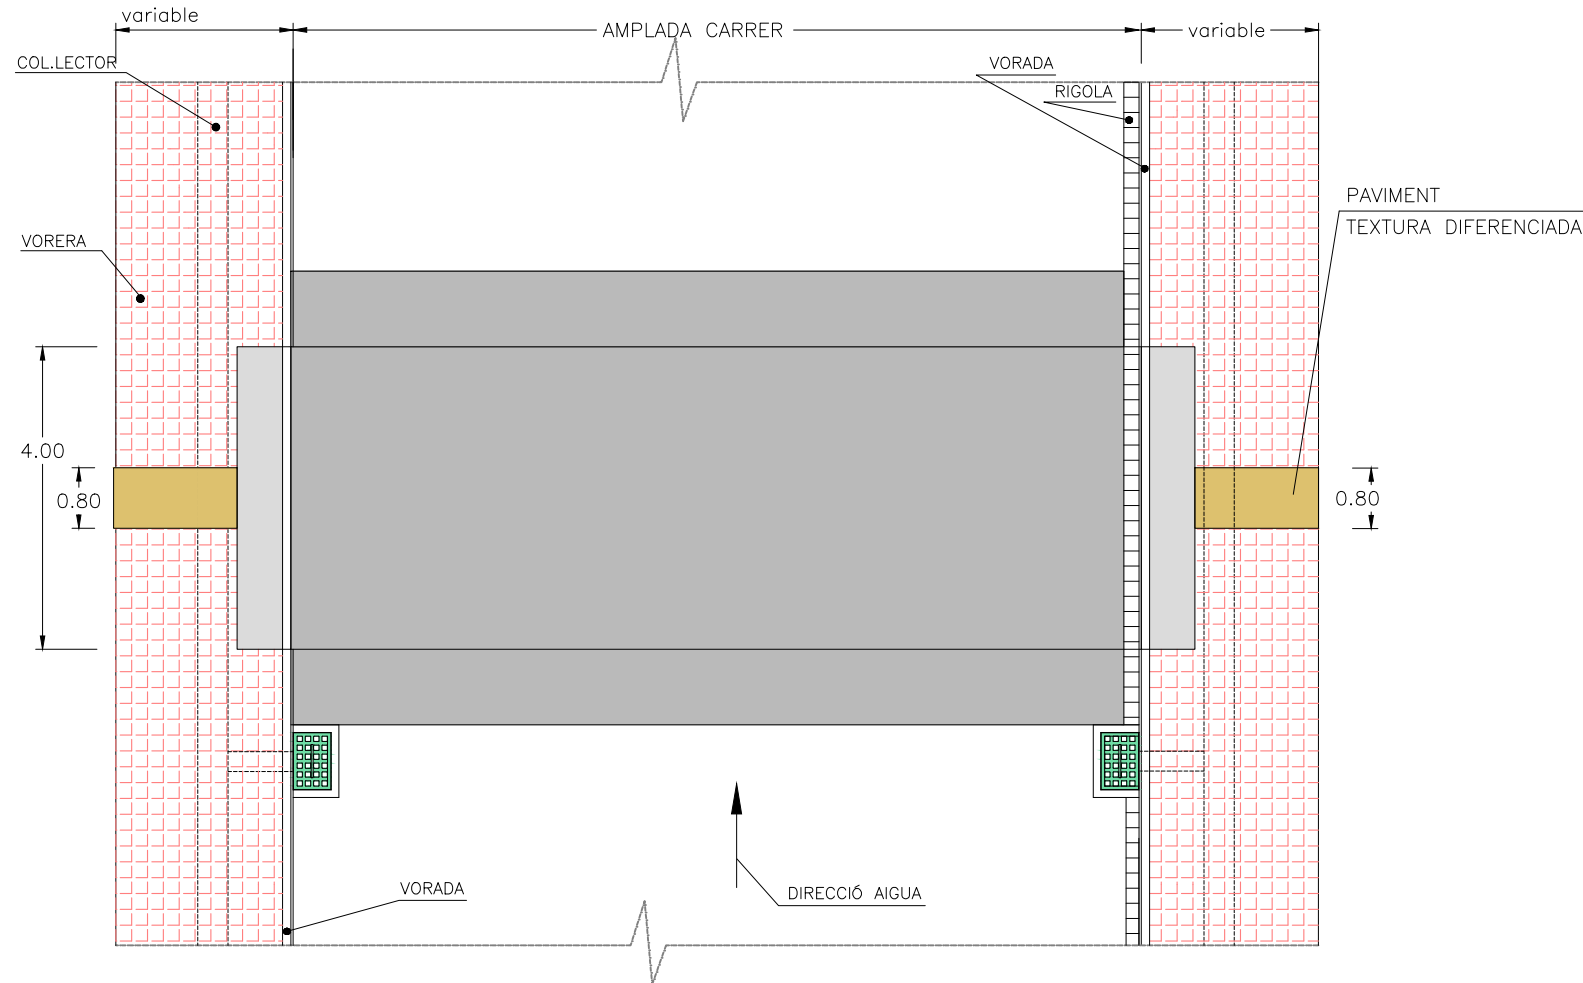 variable
AMPLADA CARRER
variable
COL.LECTOR
VORADA
RIGOLA
PAVIMENT
TEXTURA DIFERENCIADA
VORERA
4.00
0.80
0.80
VORADA
DIRECCIÓ AIGUA